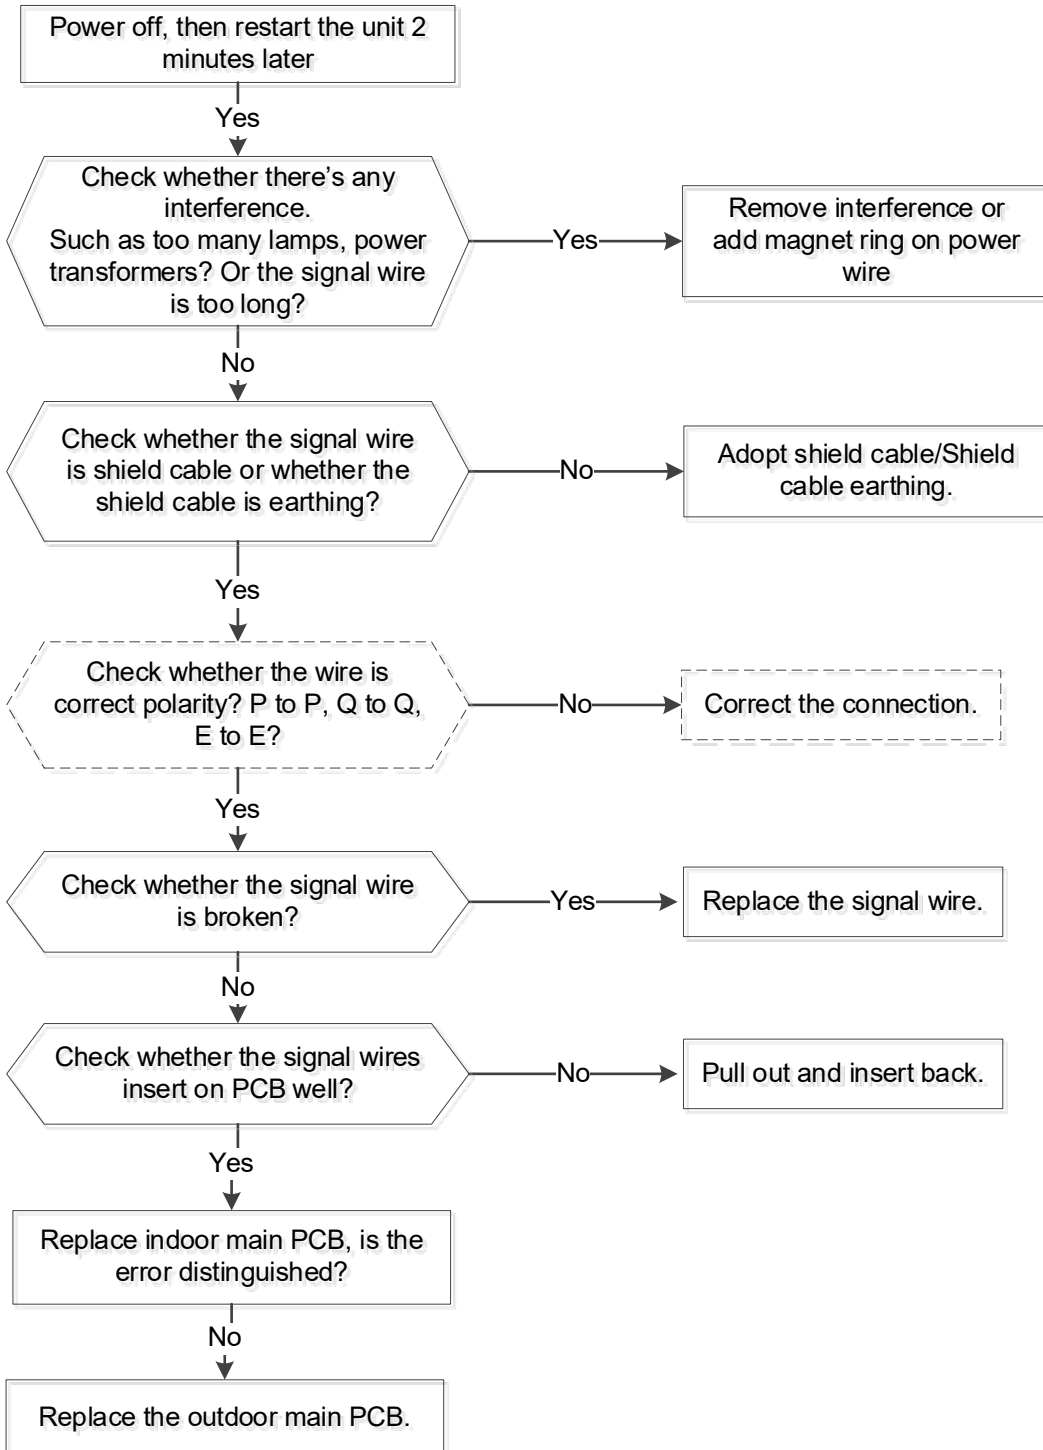 Power off, then restart the unit 2
minutes later
Yes
Check whether there’s any
interference.
Such as too many lamps, power
transformers? Or the signal wire
is too long?
Yes
Remove interference or
add magnet ring on power
wire
No
Check whether the signal wire
is shield cable or whether the
shield cable is earthing?
No
Adopt shield cable/Shield
cable earthing.
Yes
Check whether the wire is
correct polarity? P to P, Q to Q,
E to E?
No
Correct the connection.
Yes
Check whether the signal wire
is broken?
Yes
Replace the signal wire.
No
Check whether the signal wires
insert on PCB well?
No
Pull out and insert back.
Yes
Replace indoor main PCB, is the
error distinguished?
No
Replace the outdoor main PCB.